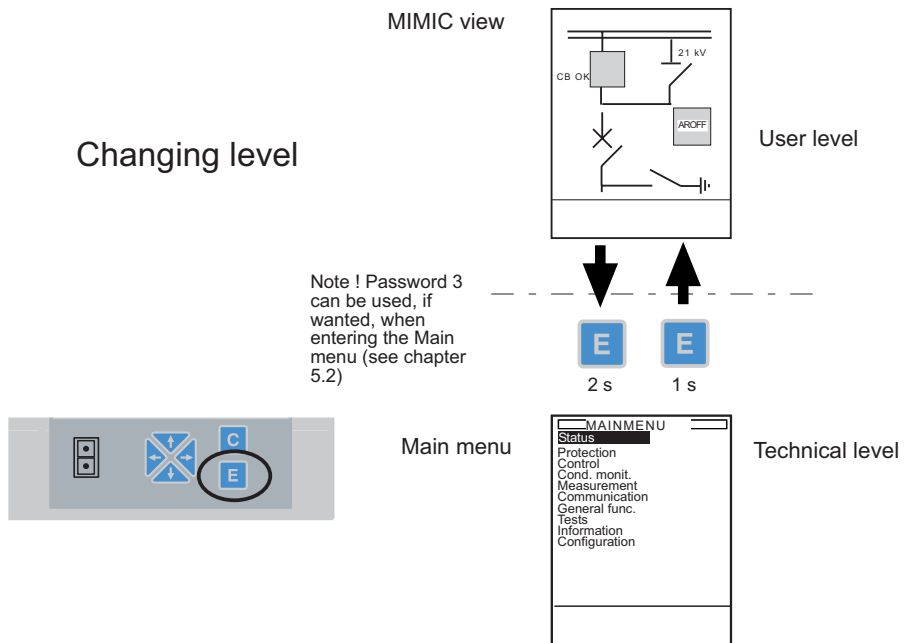 MIMIC view
21 kV
CB OK
AROFF
User level
Changing level
Note ! Password 3
can be used, if
wanted, when
entering the Main
menu (see chapter
5.2)
E
E
2 s
1 s
C
E
Main menu
MAINMENU
Status
Protection
Control
Cond. monit.
Measurement
Communication
General func.
Tests
Information
Configuration
Technical level